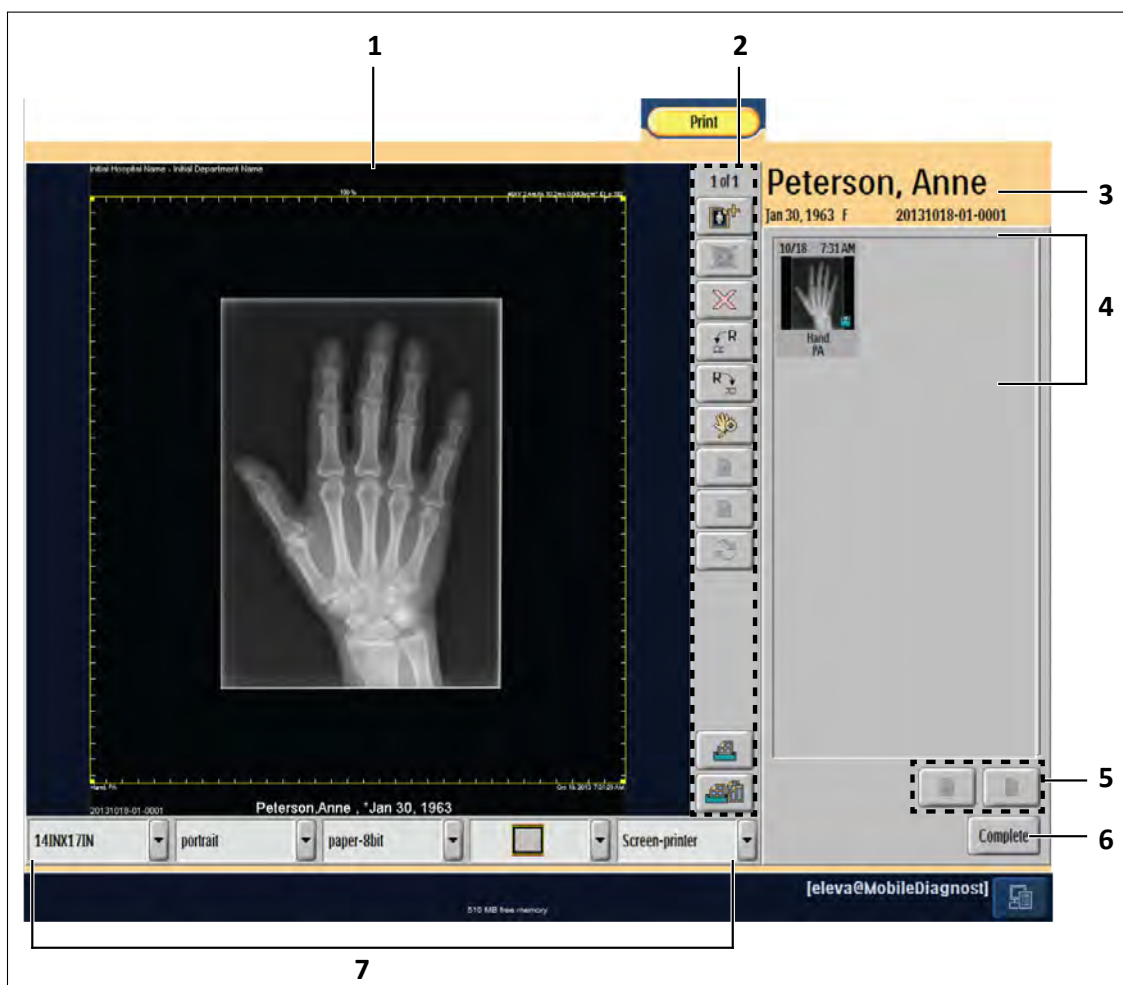 1
2
Print
Initial Hospital Name - Initial Department Name
100 %
1 of 1
Peterson, Anne
3
Jan 30, 1963 F 20131018-01-0001
10/18 7:31 AM
4
Hand
PA
R
R
Hand, PA
20131018-01-0001
Peterson,Anne , *Jan 30, 1963
5
14INX17IN
portrait
paper-8bit
Screen-printer
Complete
6
[eleva@MobileDiagnost]
510 MB free memory
7